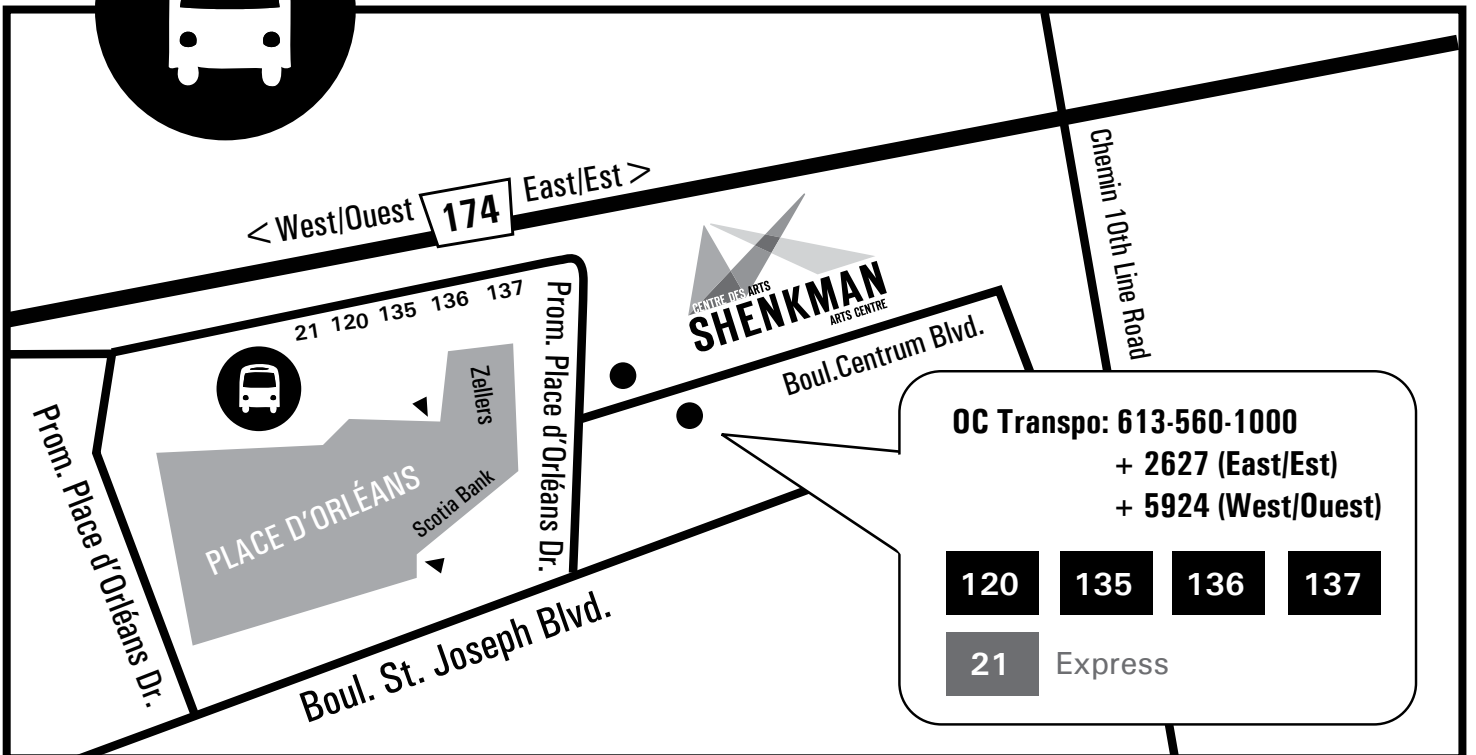 < West/Ouest
174
East/Est >
Chemin 10th Line Road
CENTRE DES ARTS
SHENKMAN
ARTS CENTRE
21 120 135 136 137
Prom. Place d'Orléans Dr.
Boul.Centrum Blvd.
Zellers
Prom. Place d'Orléans Dr.
PLACE D'ORLÉANS
Scotia Bank
Boul. St. Joseph Blvd.
OC Transpo: 613-560-1000
+ 2627 (East/Est)
+ 5924 (West/Ouest)
120 135 136 137
21 Express